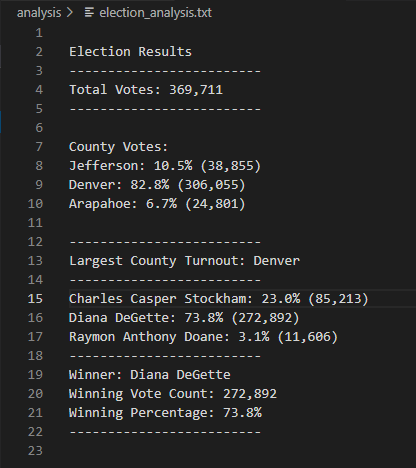 analysis > election_analysis.txt
1
2 Election Results
3 -------------------------
4 Total Votes: 369,711
5 -------------------------
6
7 County Votes:
8 Jefferson: 10.5% (38,855)
9 Denver: 82.8% (306,055)
10 Arapahoe: 6.7% (24,801)
11
12 -------------------------
13 Largest County Turnout: Denver
14 -------------------------
15 Charles Casper Stockham: 23.0% (85,213)
16 Diana DeGette: 73.8% (272,892)
17 Raymon Anthony Doane: 3.1% (11,606)
18 -------------------------
19 Winner: Diana DeGette
20 Winning Vote Count: 272,892
21 Winning Percentage: 73.8%
22 -------------------------
23